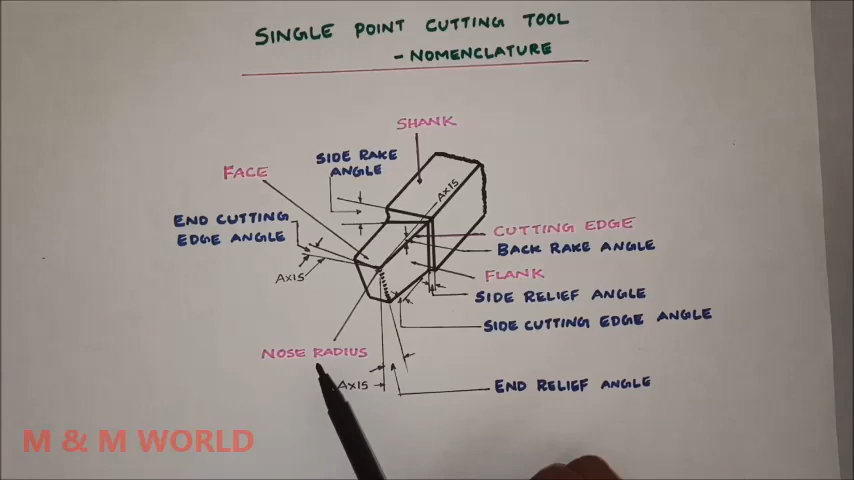 SINGLE POINT CUTTING TOOL
- NOMENCLATURE
SHANK
SIDE RAKE
ANGLE
FACE
AXIS
END CUTTING
EDGE ANGLE
CUTTING EDGE
BACK RAKE ANGLE
AXIS
FLANK
SIDE RELIEF ANGLE
SIDE CUTTING EDGE ANGLE
NOSE RADIUS
AXIS
END RELIEF ANGLE
M & M WORLD